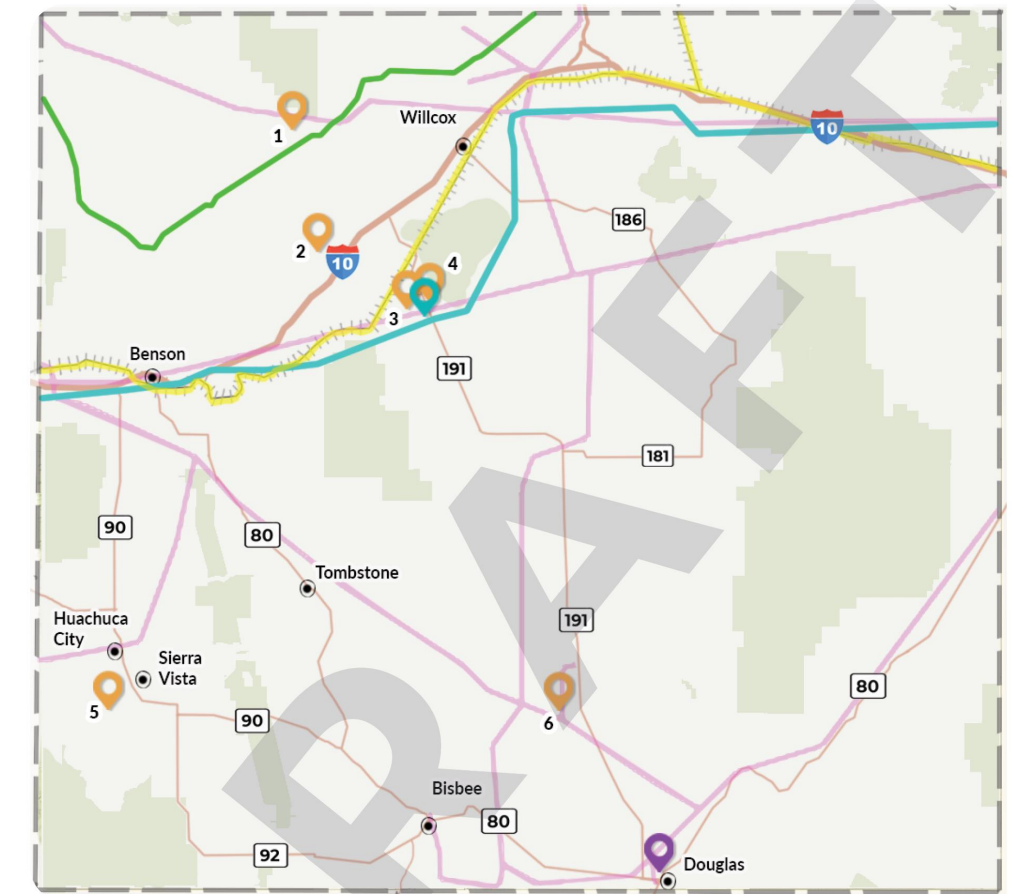 Willcox
1
10
186
2
10
4
3
Benson
191
181
90
80
Tombstone
191
Huachuca
City
Sierra
Vista
80
5
90
6
Bisbee
80
92
Douglas
DRAFT